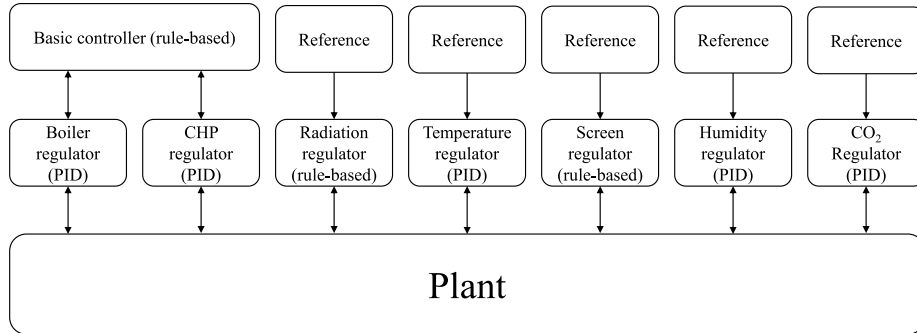 Basic controller (rule-based)
Reference
Reference
Reference
Reference
Reference
Boiler
regulator
(PID)
CHP
regulator
(PID)
Radiation
regulator
(rule-based)
Temperature
regulator
(PID)
Screen
regulator
(rule-based)
Humidity
regulator
(PID)
CO₂
Regulator
(PID)
Plant